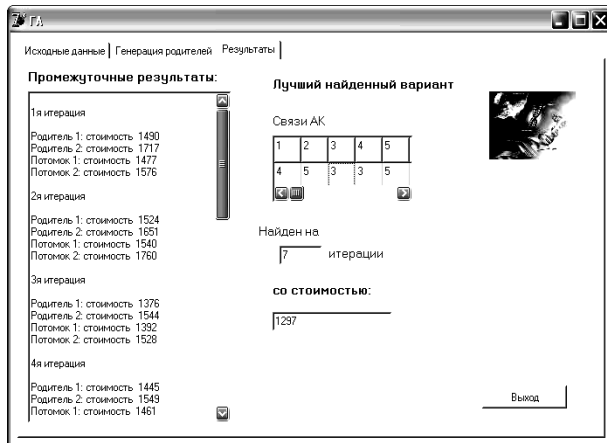 ГА
Исходные данные Генерация родителей Результаты
Промежуточные результаты:
1я итерация
Родитель 1: стоимость 1490
Родитель 2: стоимость 1717
Потомок 1: стоимость 1477
Потомок 2: стоимость 1576
2я итерация
Родитель 1: стоимость 1524
Родитель 2: стоимость 1651
Потомок 1: стоимость 1540
Потомок 2: стоимость 1760
3я итерация
Родитель 1: стоимость 1376
Родитель 2: стоимость 1544
Потомок 1: стоимость 1392
Потомок 2: стоимость 1528
4я итерация
Родитель 1: стоимость 1445
Родитель 2: стоимость 1549
Потомок 1: стоимость 1461
Лучший найденный вариант
Связи АК
1 2 3 4 5
4 5 3 3 5
Найден на
7 итерации
со стоимостью:
1297
Выход